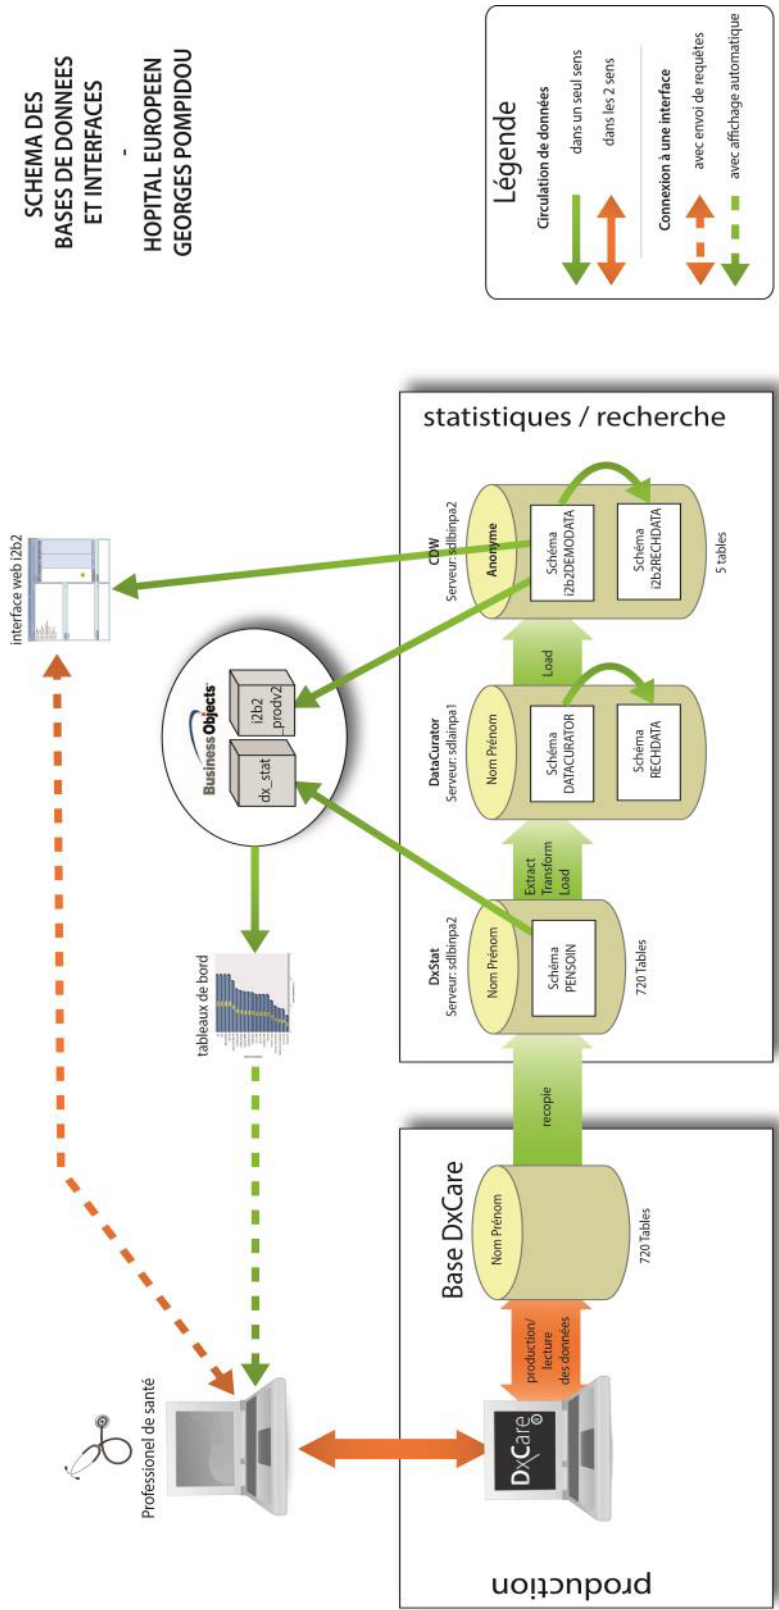 SCHEMA DES
BASES DE DONNEES
ET INTERFACES
-
HOPITAL EUROPEEN
GEORGES POMPIDOU
Professionel de santé
tableaux de bord
Business Objects
dx_stat
i2b2
_prodv2
interface web i2b2
production
DxCare
production/
lecture
des données
Base DxCare
Nom Prénom
720 Tables
recopie
statistiques / recherche
DxStat
Serveur: sdlbinpa2
Nom Prénom
Schéma
PENSOIN
720 Tables
Extract
Transform
Load
DataCurator
Serveur: sdlainpa1
Nom Prénom
Schéma
DATACURATOR
Schéma
RECHDATA
Load
CDW
Serveur: sdlbinpa2
Anonyme
Schéma
i2b2DEMODATA
Schéma
i2b2RECHDATA
5 tables
Légende
Circulation de données
dans un seul sens
dans les 2 sens
Connexion à une interface
avec envoi de requêtes
avec affichage automatique